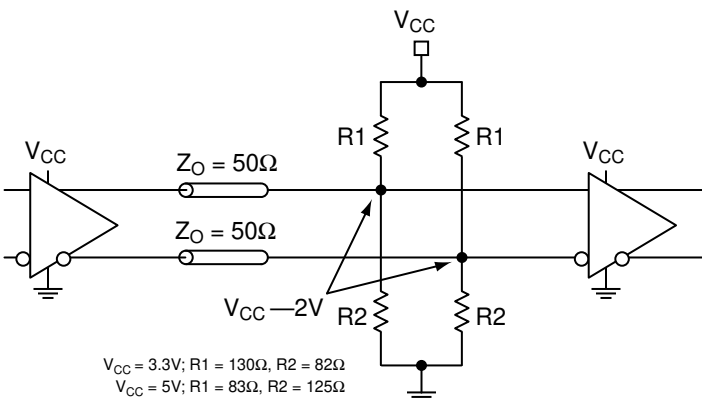 VCC
R1
R1
VCC
ZO = 50Ω
VCC
ZO = 50Ω
VCC—2V
R2
R2
VCC = 3.3V; R1 = 130Ω, R2 = 82Ω
VCC = 5V; R1 = 83Ω, R2 = 125Ω